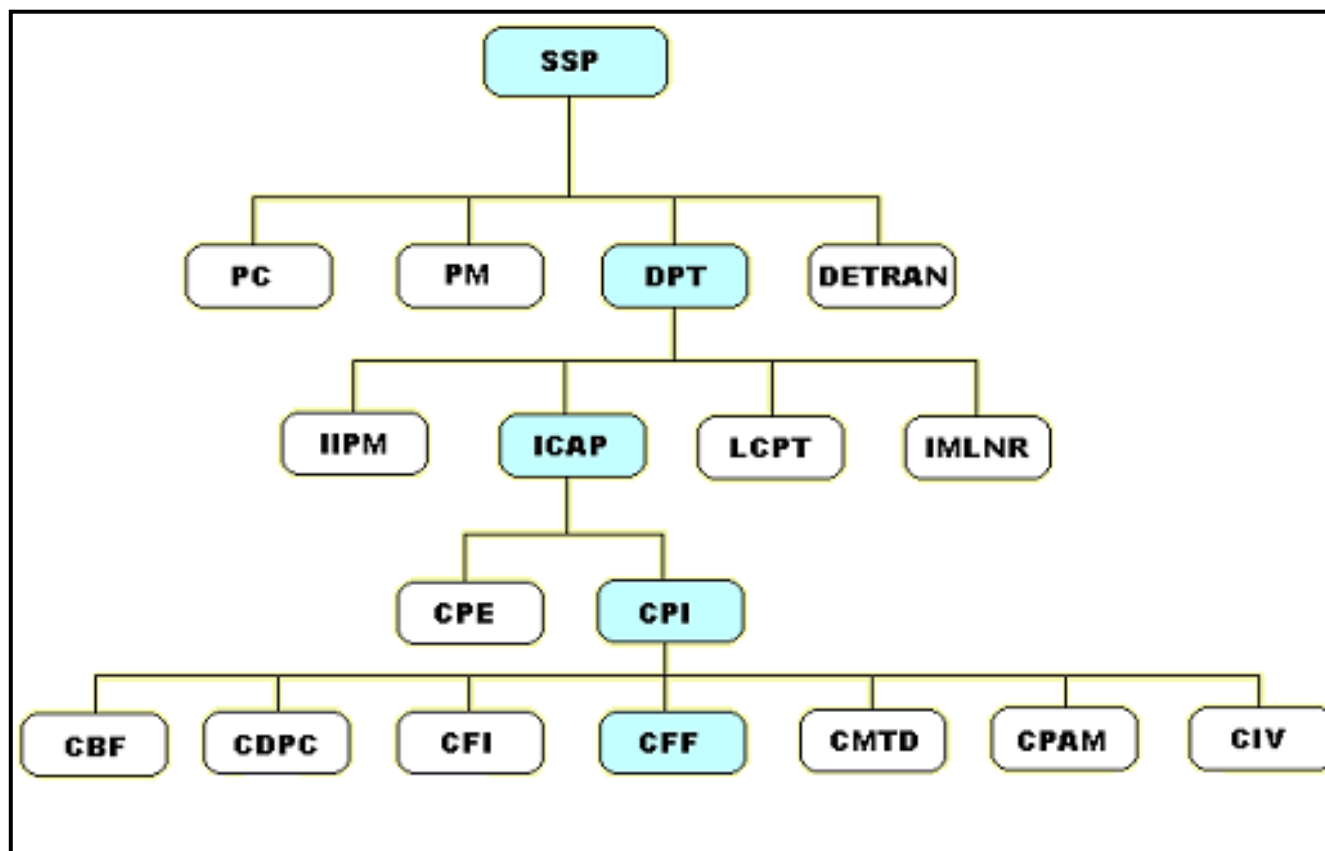 SSP
PC PM DPT DETRAN
IIPM ICAP LCPT IMLNR
CPE CPI
CBF CDPC CFI CFF CMTD CPAM CIV